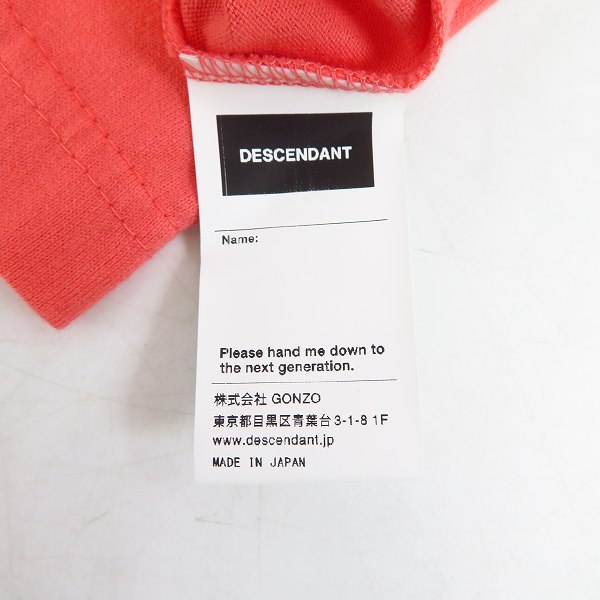 DESCENDANT
Name:
Please hand me down to
the next generation.
株式会社 GONZO
東京都目黒区青葉台 3-1-8 1F
www.descendant.jp
MADE IN JAPAN